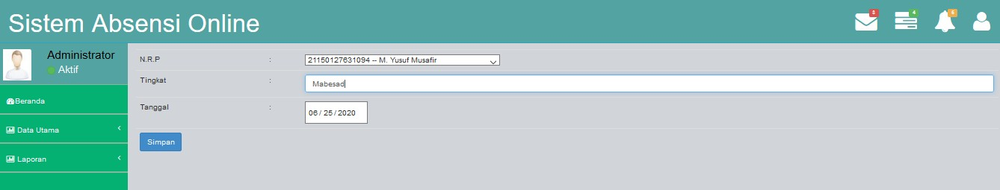 Sistem Absensi Online
Administrator
Aktif
Beranda
Data Utama
Laporan
N.R.P : 21150127631094 -- M. Yusuf Musafir
Tingkat : Mabesad
Tanggal : 06 / 25 / 2020
Simpan